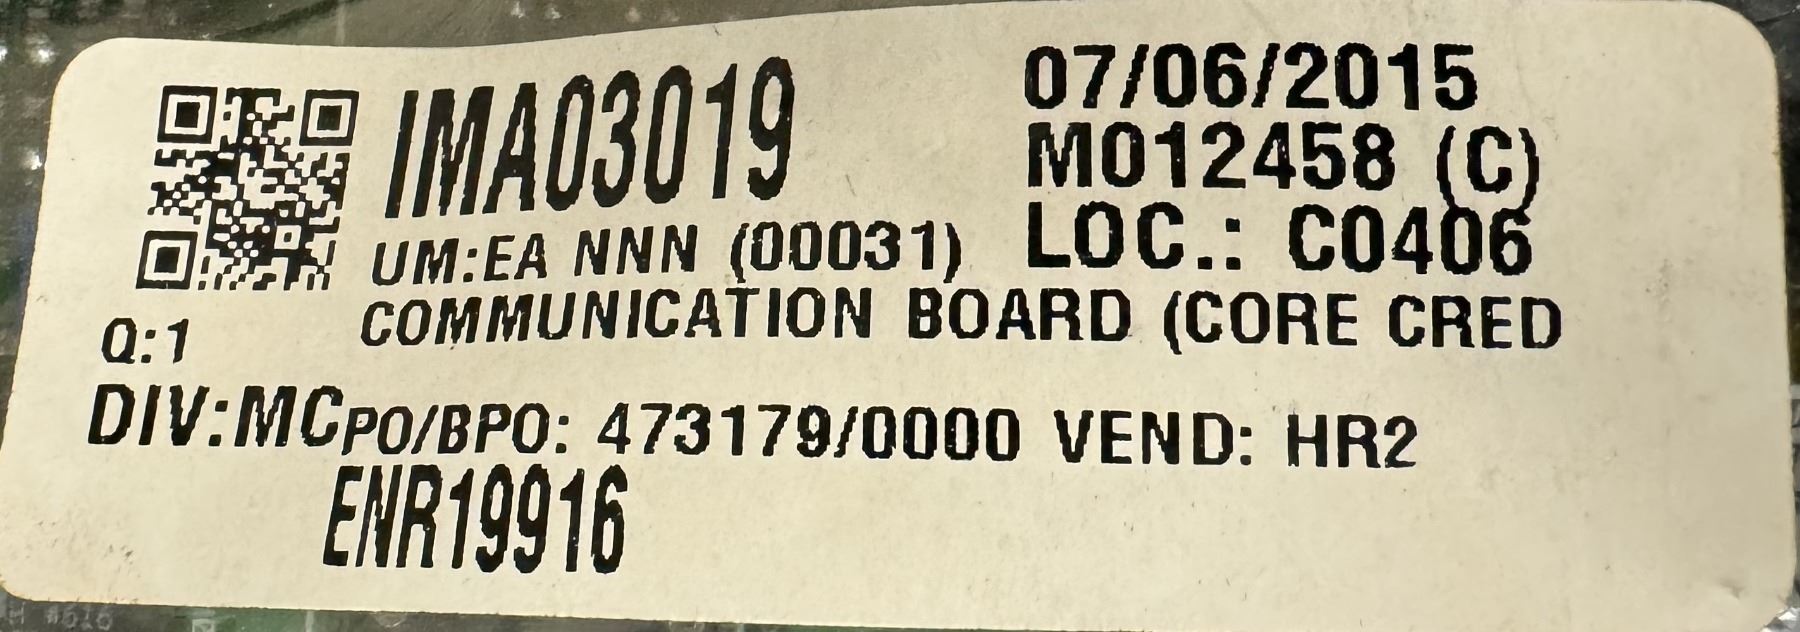 IMA03019
07/06/2015
M012458 (C)
UM:EA NNN (00031)
LOC.: C0406
COMMUNICATION BOARD (CORE CRED
Q:1
DIV:MC PO/BPO: 473179/0000 VEND: HR2
ENR19916